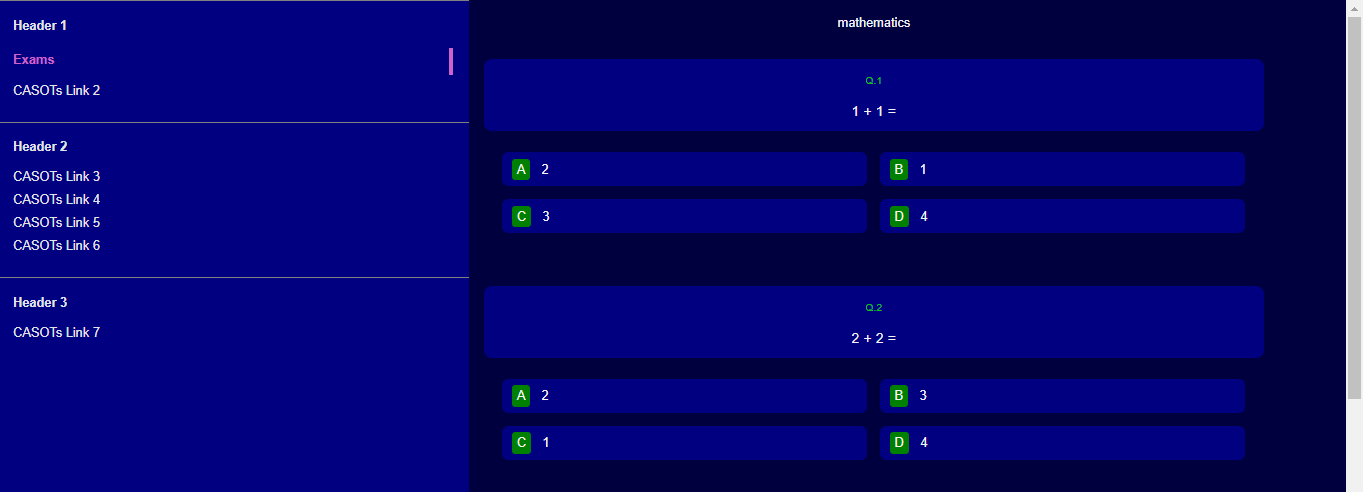 Header 1
Exams
CASOTs Link 2
Header 2
CASOTs Link 3
CASOTs Link 4
CASOTs Link 5
CASOTs Link 6
Header 3
CASOTs Link 7
mathematics
Q.1
1 + 1 =
A 2
B 1
C 3
D 4
Q.2
2 + 2 =
A 2
B 3
C 1
D 4